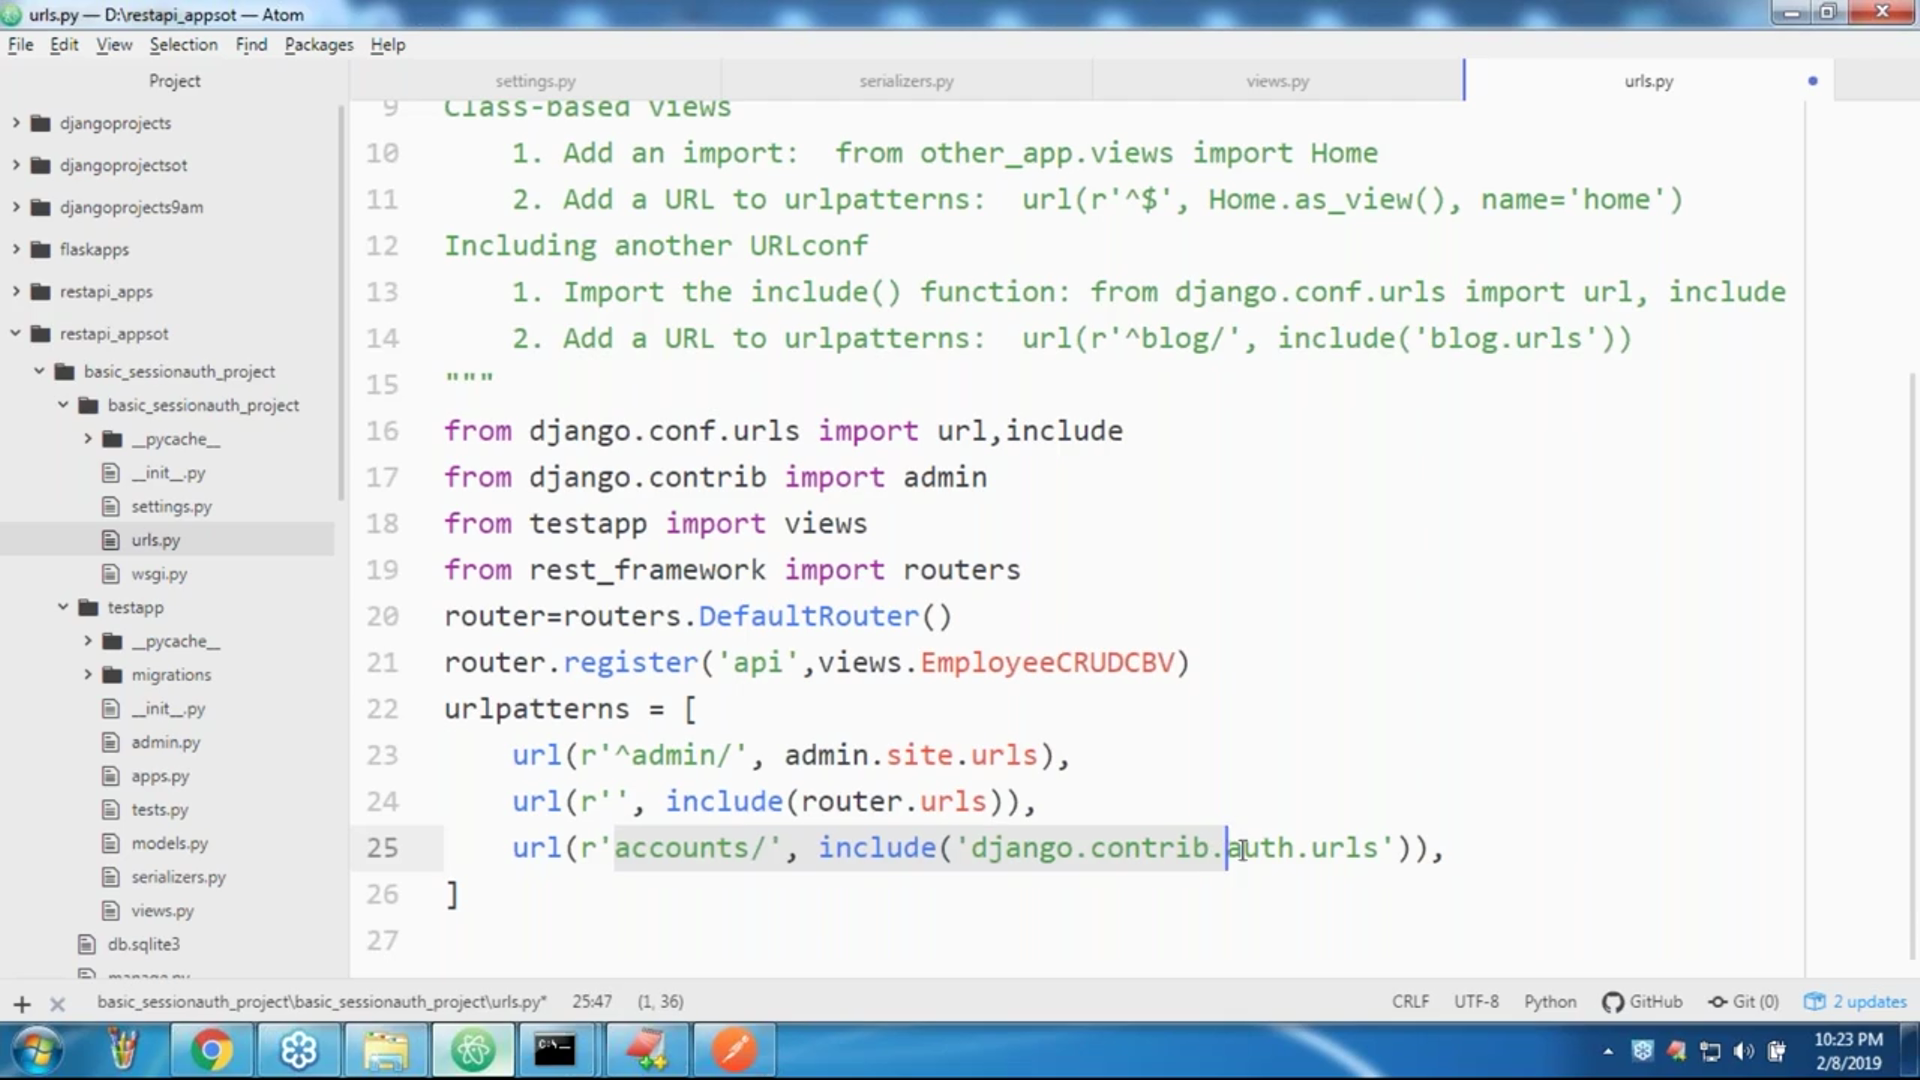 urls.py — D:\restapi_appsot — Atom
File Edit View Selection Find Packages Help
Project
settings.py
serializers.py
views.py
urls.py
djangoprojects
djangoprojectsot
djangoprojects9am
flaskapps
restapi_apps
restapi_appsot
basic_sessionauth_project
basic_sessionauth_project
__pycache__
__init__.py
settings.py
urls.py
wsgi.py
testapp
__pycache__
migrations
__init__.py
admin.py
apps.py
tests.py
models.py
serializers.py
views.py
db.sqlite3
manage.py
9 Class-based views
10 1. Add an import:  from other_app.views import Home
11 2. Add a URL to urlpatterns:  url(r'^$', Home.as_view(), name='home')
12 Including another URLconf
13 1. Import the include() function: from django.conf.urls import url, include
14 2. Add a URL to urlpatterns:  url(r'^blog/', include('blog.urls'))
15 """
16 from django.conf.urls import url,include
17 from django.contrib import admin
18 from testapp import views
19 from rest_framework import routers
20 router=routers.DefaultRouter()
21 router.register('api',views.EmployeeCRUDCBV)
22 urlpatterns = [
23 url(r'^admin/', admin.site.urls),
24 url(r'', include(router.urls)),
25 url(r'accounts/', include('django.contrib.auth.urls')),
26 ]
27
basic_sessionauth_project\basic_sessionauth_project\urls.py* 25:47 (1, 36)
CRLF UTF-8 Python GitHub Git (0) 2 updates
10:23 PM
2/8/2019